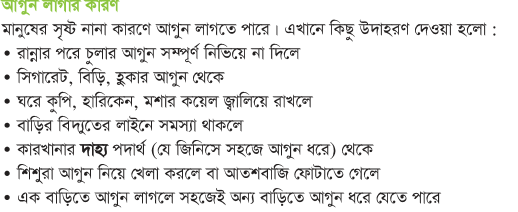 আগুন লাগার কারণ
মানুষের সৃষ্ট নানা কারণে আগুন লাগতে পারে। এখানে কিছু উদাহরণ দেওয়া হলো :
• রান্নার পরে চুলার আগুন সম্পূর্ণ নিভিয়ে না দিলে
• সিগারেট, বিড়ি, হুকার আগুন থেকে
• ঘরে কুপি, হারিকেন, মশার কয়েল জ্বালিয়ে রাখলে
• বাড়ির বিদ্যুতের লাইনে সমস্যা থাকলে
• কারখানার দাহ্য পদার্থ (যে জিনিসে সহজে আগুন ধরে) থেকে
• শিশুরা আগুন নিয়ে খেলা করলে বা আতশবাজি ফোটাতে গেলে
• এক বাড়িতে আগুন লাগলে সহজেই অন্য বাড়িতে আগুন ধরে যেতে পারে